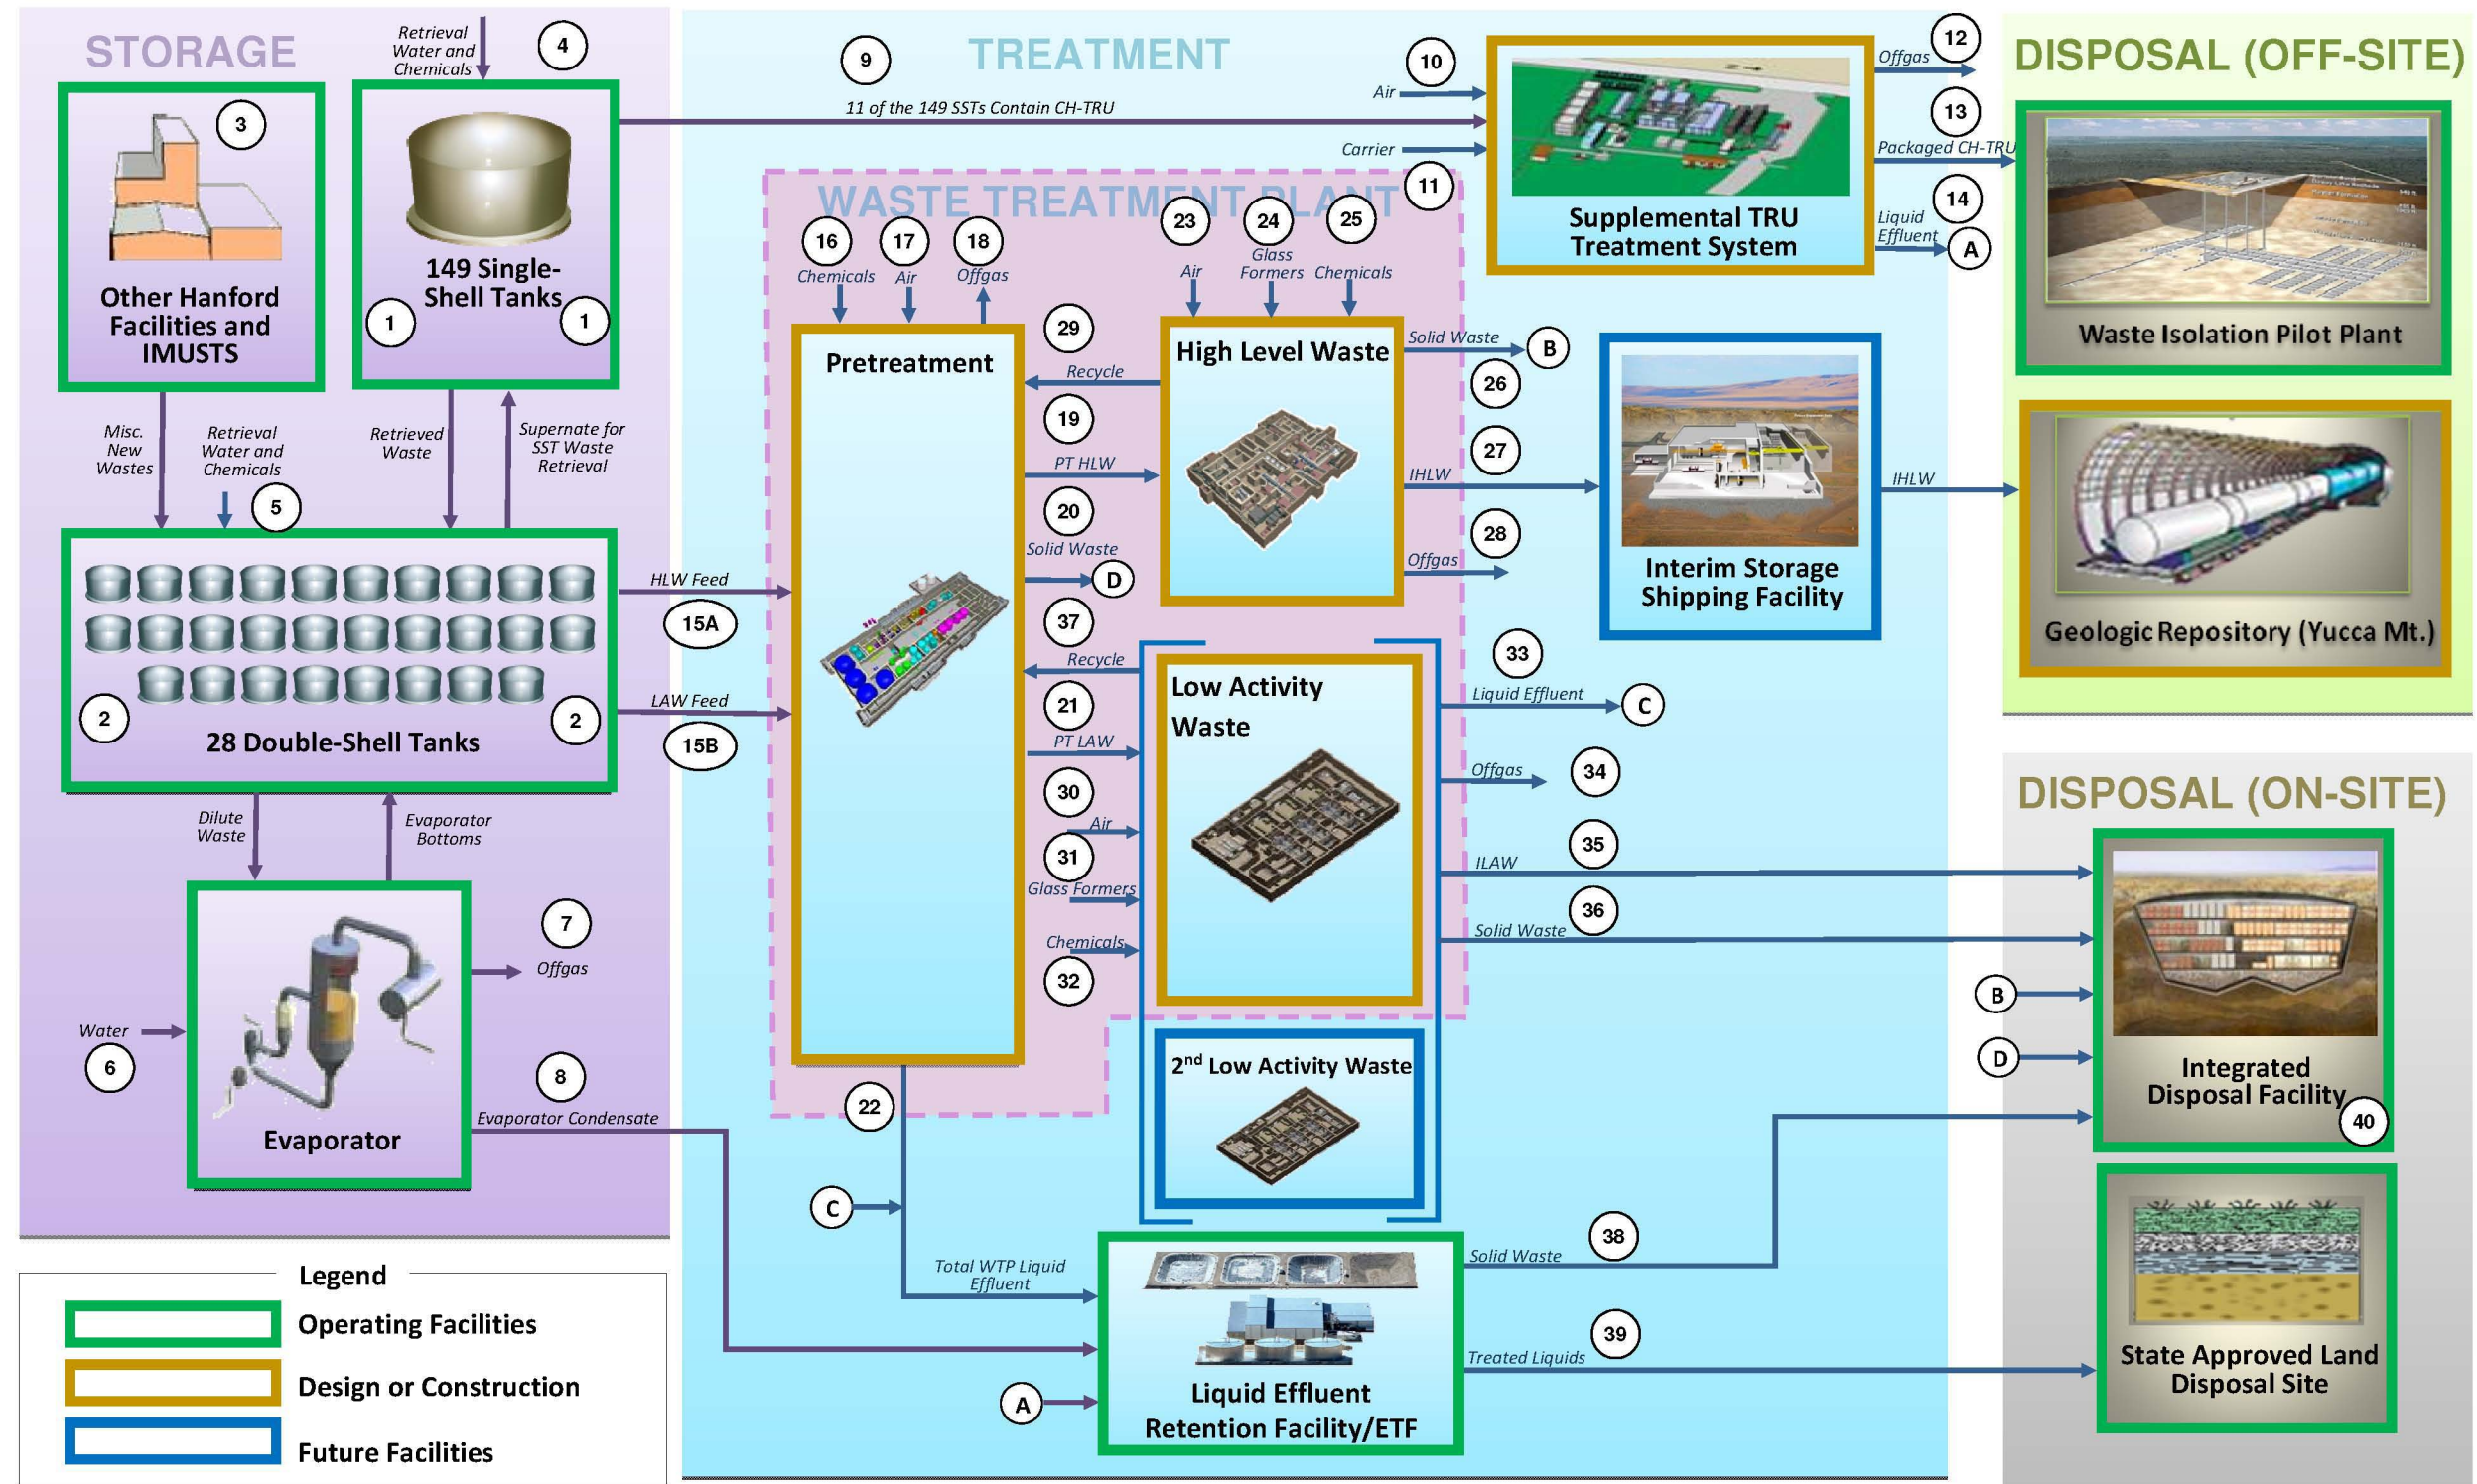 STORAGE
Retrieval
Water and
Chemicals
4
3
Other Hanford
Facilities and
IMUSTS
149 Single-
Shell Tanks
1
1
Misc.
New
Wastes
Retrieval
Water and
Chemicals
5
Retrieved
Waste
Supernate for
SST Waste
Retrieval
2
28 Double-Shell Tanks
2
HLW Feed
15A
LAW Feed
15B
Dilute
Waste
Evaporator
Bottoms
7
Offgas
Water
6
8
Evaporator Condensate
Evaporator
Legend
Operating Facilities
Design or Construction
Future Facilities
TREATMENT
9
11 of the 149 SSTs Contain CH-TRU
10
Air
Carrier
11
Supplemental TRU
Treatment System
12
Offgas
13
Packaged CH-TRU
14
Liquid
Effluent
A
WASTE TREATMENT PLANT
16
Chemicals
17
Air
18
Offgas
Pretreatment
23
Air
24
Glass
Formers
25
Chemicals
High Level Waste
29
Recycle
19
PT HLW
20
Solid Waste
D
37
Recycle
21
PT LAW
30
Air
31
Glass Formers
Chemicals
32
Solid Waste
B
26
27
IHLW
28
Offgas
Interim Storage
Shipping Facility
IHLW
Low Activity
Waste
33
Liquid Effluent
C
Offgas
34
35
ILAW
36
Solid Waste
2nd Low Activity Waste
22
C
Total WTP Liquid
Effluent
A
Liquid Effluent
Retention Facility/ETF
38
Solid Waste
39
Treated Liquids
DISPOSAL (OFF-SITE)
Waste Isolation Pilot Plant
Geologic Repository (Yucca Mt.)
DISPOSAL (ON-SITE)
B
D
Integrated
Disposal Facility
40
State Approved Land
Disposal Site